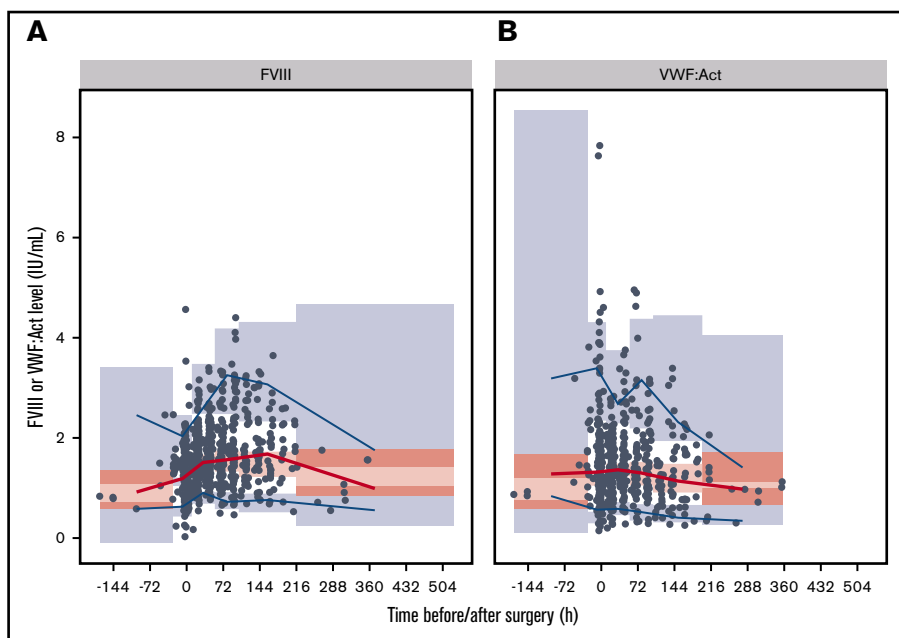 A B
FVIII VWF:Act
FVIII or VWF:Act level (IU/mL)
8
6
4
2
0
-144 -72 0 72 144 216 288 360 432 504 -144 -72 0 72 144 216 288 360 432 504
Time before/after surgery (h)